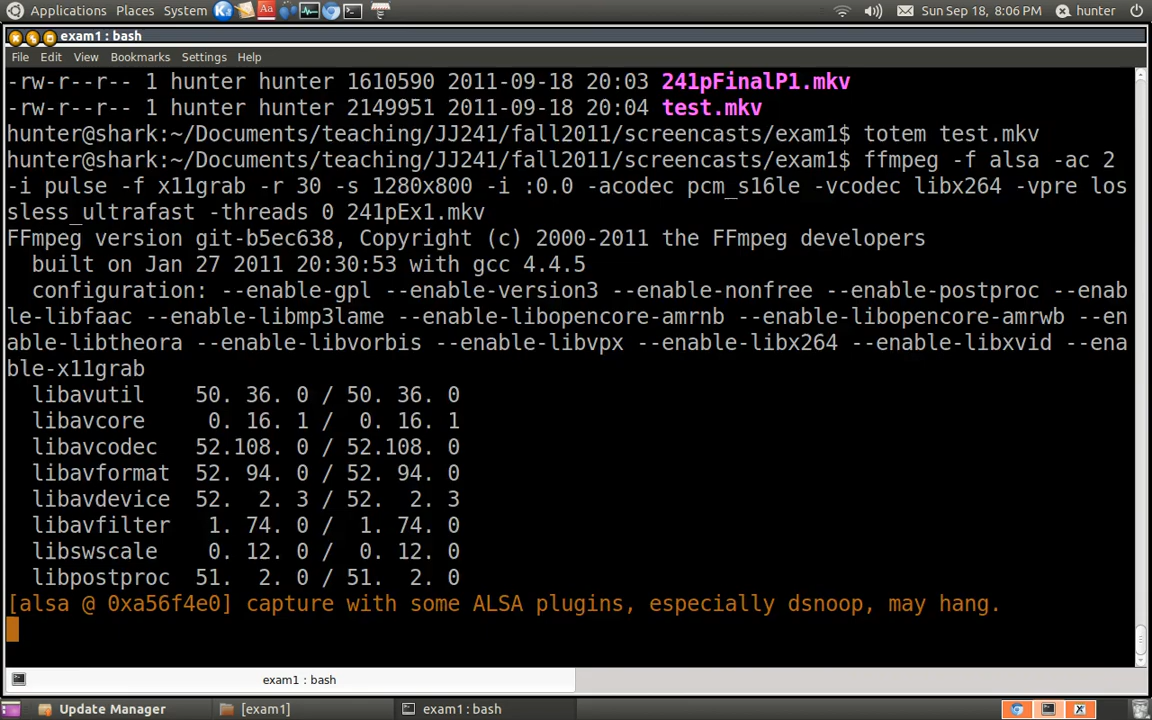 Applications Places System Sun Sep 18, 8:06 PM hunter
exam1 : bash
File Edit View Bookmarks Settings Help
-rw-r--r-- 1 hunter hunter 1610590 2011-09-18 20:03 241pFinalP1.mkv
-rw-r--r-- 1 hunter hunter 2149951 2011-09-18 20:04 test.mkv
hunter@shark:~/Documents/teaching/JJ241/fall2011/screencasts/exam1$ totem test.mkv
hunter@shark:~/Documents/teaching/JJ241/fall2011/screencasts/exam1$ ffmpeg -f alsa -ac 2
-i pulse -f x11grab -r 30 -s 1280x800 -i :0.0 -acodec pcm_s16le -vcodec libx264 -vpre los
sless_ultrafast -threads 0 241pEx1.mkv
FFmpeg version git-b5ec638, Copyright (c) 2000-2011 the FFmpeg developers
built on Jan 27 2011 20:30:53 with gcc 4.4.5
configuration: --enable-gpl --enable-version3 --enable-nonfree --enable-postproc --enab
le-libfaac --enable-libmp3lame --enable-libopencore-amrnb --enable-libopencore-amrwb --en
able-libtheora --enable-libvorbis --enable-libvpx --enable-libx264 --enable-libxvid --ena
ble-x11grab
libavutil 50. 36. 0 / 50. 36. 0
libavcore 0. 16. 1 / 0. 16. 1
libavcodec 52.108. 0 / 52.108. 0
libavformat 52. 94. 0 / 52. 94. 0
libavdevice 52. 2. 3 / 52. 2. 3
libavfilter 1. 74. 0 / 1. 74. 0
libswscale 0. 12. 0 / 0. 12. 0
libpostproc 51. 2. 0 / 51. 2. 0
[alsa @ 0xa56f4e0] capture with some ALSA plugins, especially dsnoop, may hang.
exam1 : bash
Update Manager [exam1] exam1 : bash